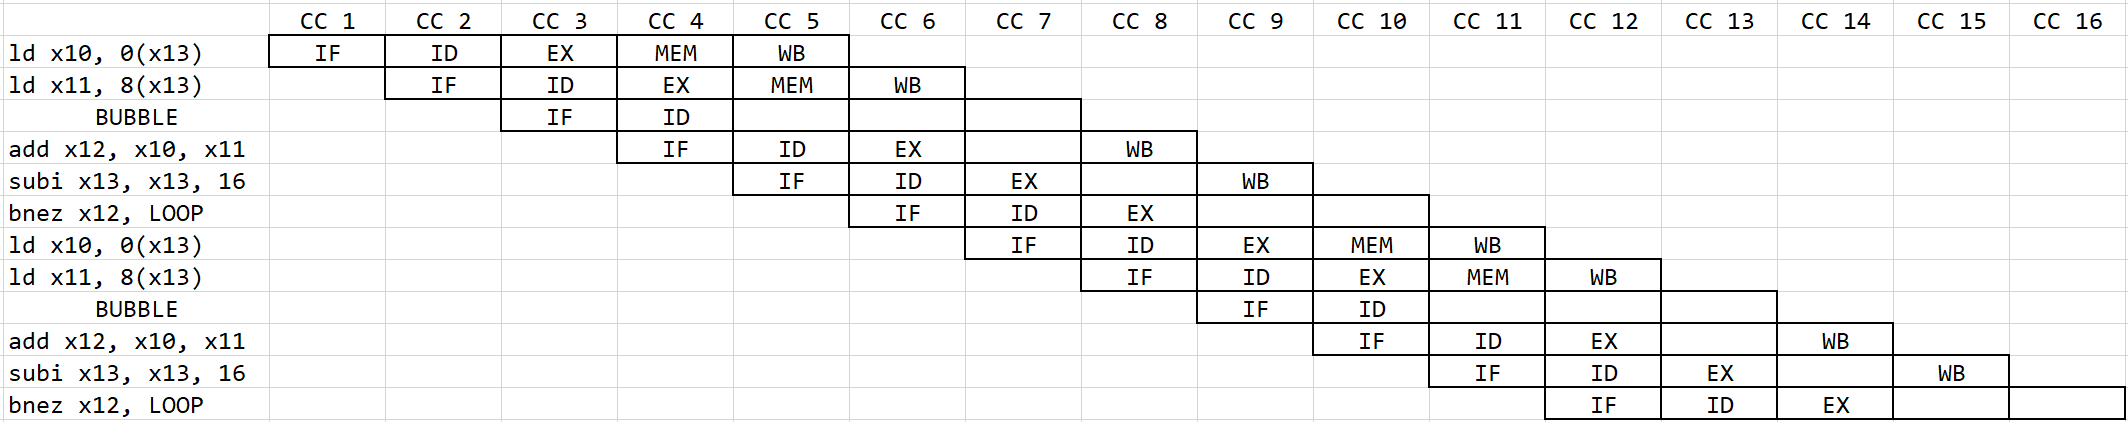 CC 1 CC 2 CC 3 CC 4 CC 5 CC 6 CC 7 CC 8 CC 9 CC 10 CC 11 CC 12 CC 13 CC 14 CC 15 CC 16
ld x10, 0(x13) IF ID EX MEM WB
ld x11, 8(x13) IF ID EX MEM WB
BUBBLE IF ID
add x12, x10, x11 IF ID EX WB
subi x13, x13, 16 IF ID EX WB
bnez x12, LOOP IF ID EX
ld x10, 0(x13) IF ID EX MEM WB
ld x11, 8(x13) IF ID EX MEM WB
BUBBLE IF ID
add x12, x10, x11 IF ID EX WB
subi x13, x13, 16 IF ID EX WB
bnez x12, LOOP IF ID EX